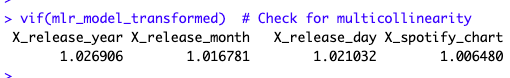 > vif(mlr_model_transformed)  # Check for multicollinearity
X_release_year X_release_month X_release_day X_spotify_chart
1.026906 1.016781 1.021032 1.006480
>